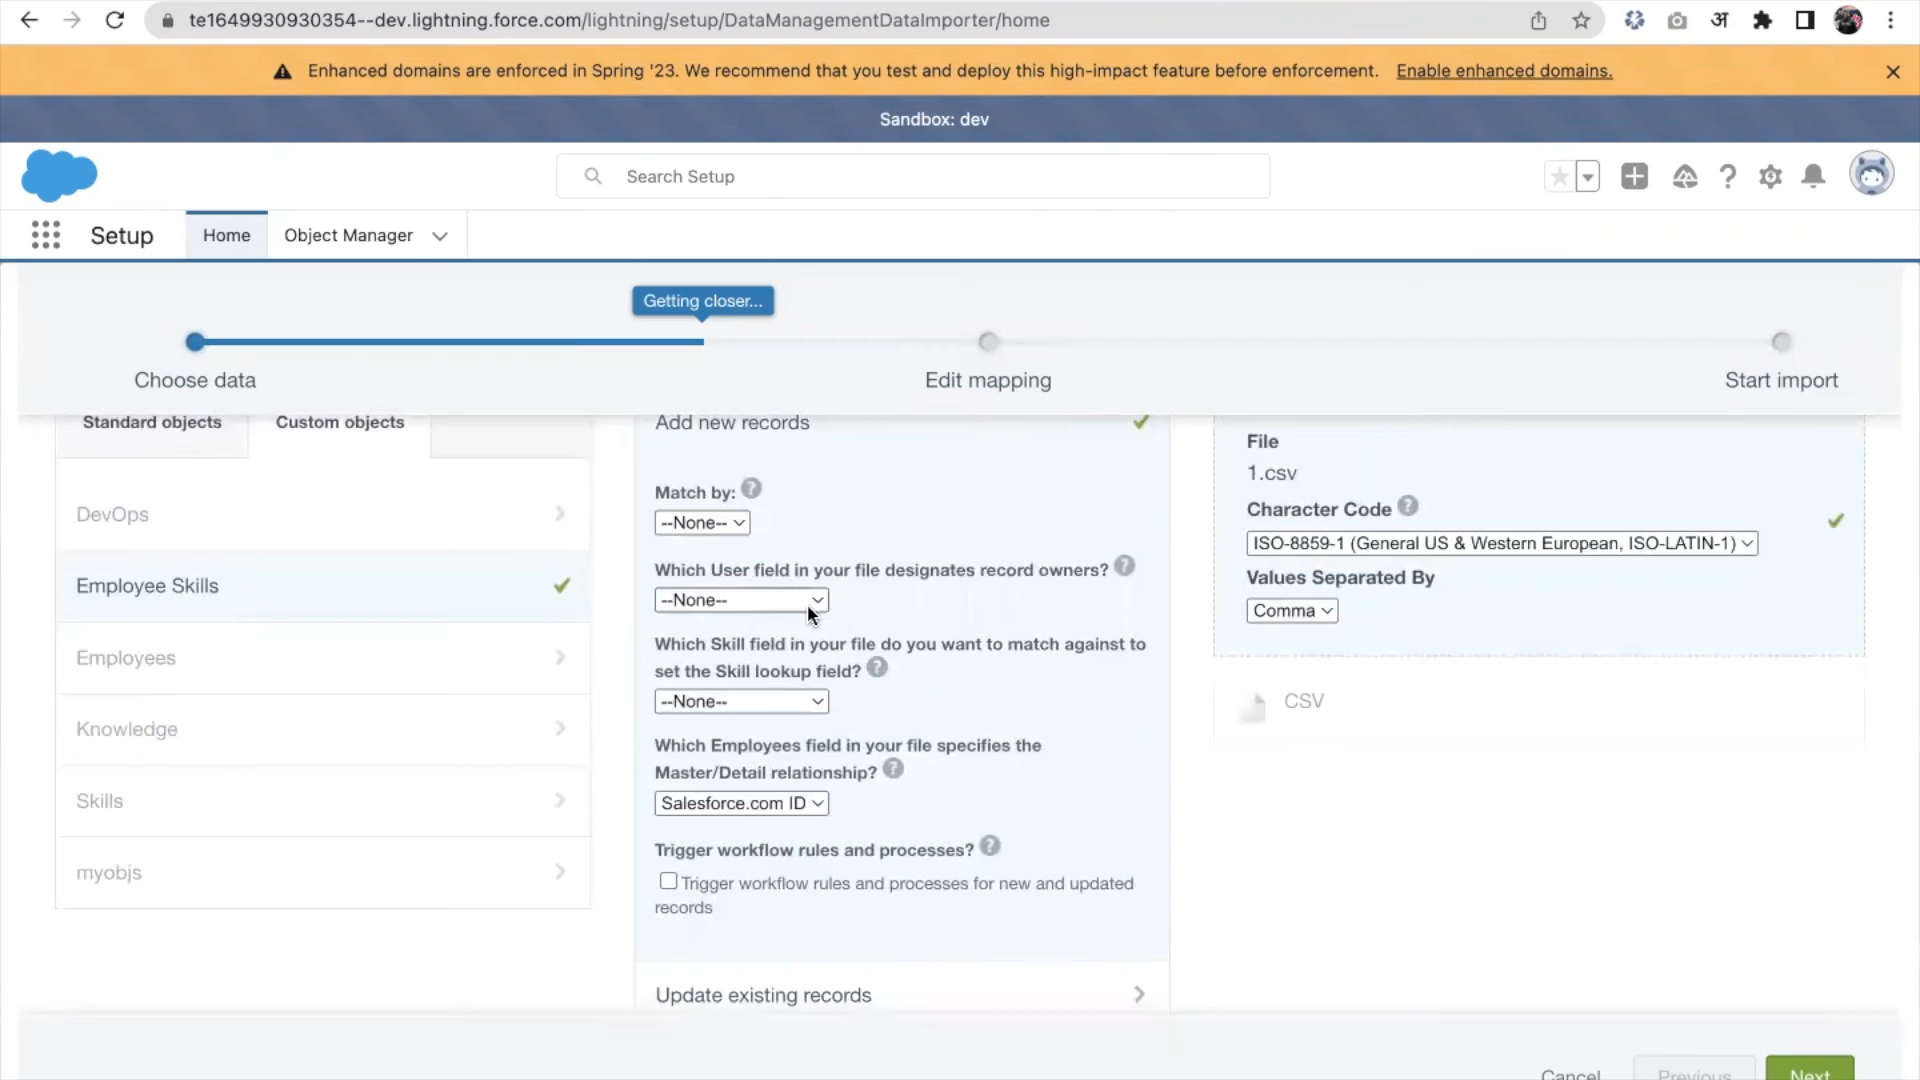 te1649930930354--dev.lightning.force.com/lightning/setup/DataManagementDataImporter/home
अ
Enhanced domains are enforced in Spring '23. We recommend that you test and deploy this high-impact feature before enforcement. Enable enhanced domains.
Sandbox: dev
Search Setup
Setup
Home
Object Manager
Getting closer...
Choose data
Edit mapping
Start import
Standard objects
Custom objects
DevOps
Employee Skills
Employees
Knowledge
Skills
myobjs
Add new records
Match by: ?
--None--
Which User field in your file designates record owners? ?
--None--
Which Skill field in your file do you want to match against to
set the Skill lookup field? ?
--None--
Which Employees field in your file specifies the
Master/Detail relationship? ?
Salesforce.com ID
Trigger workflow rules and processes? ?
Trigger workflow rules and processes for new and updated
records
Update existing records
File
1.csv
Character Code ?
ISO-8859-1 (General US & Western European, ISO-LATIN-1)
Values Separated By
Comma
CSV
Cancel
Previous
Next